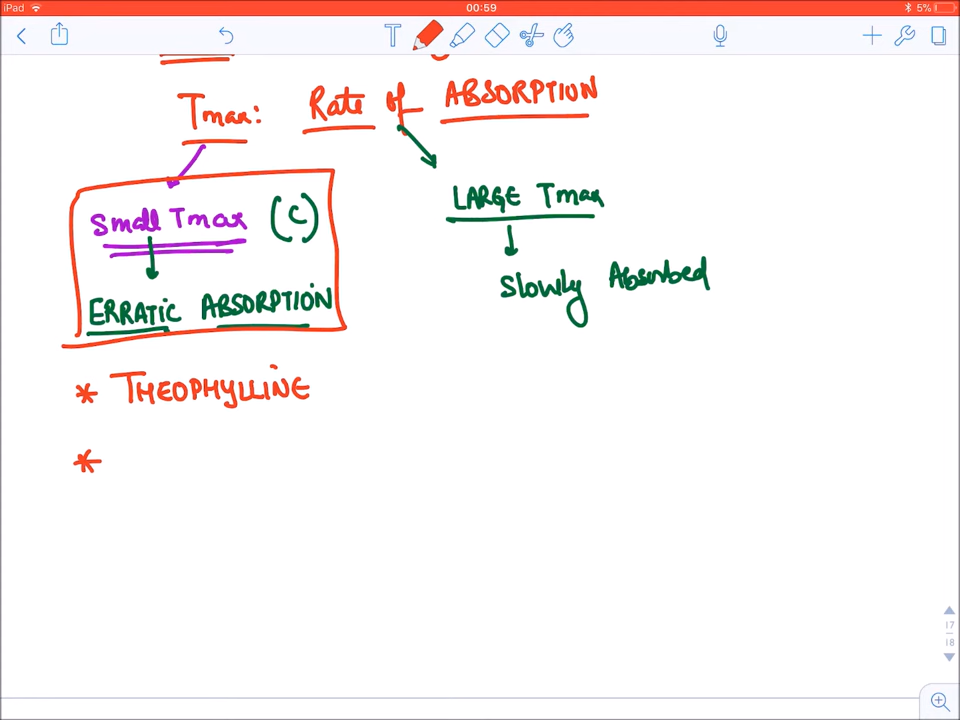 iPad 00:59 5%
T
Tmax: Rate of ABSORPTION
Small Tmax (C) LARGE Tmax
ERRATIC ABSORPTION Slowly Absorbed
* THEOPHYLLINE
*
17
18